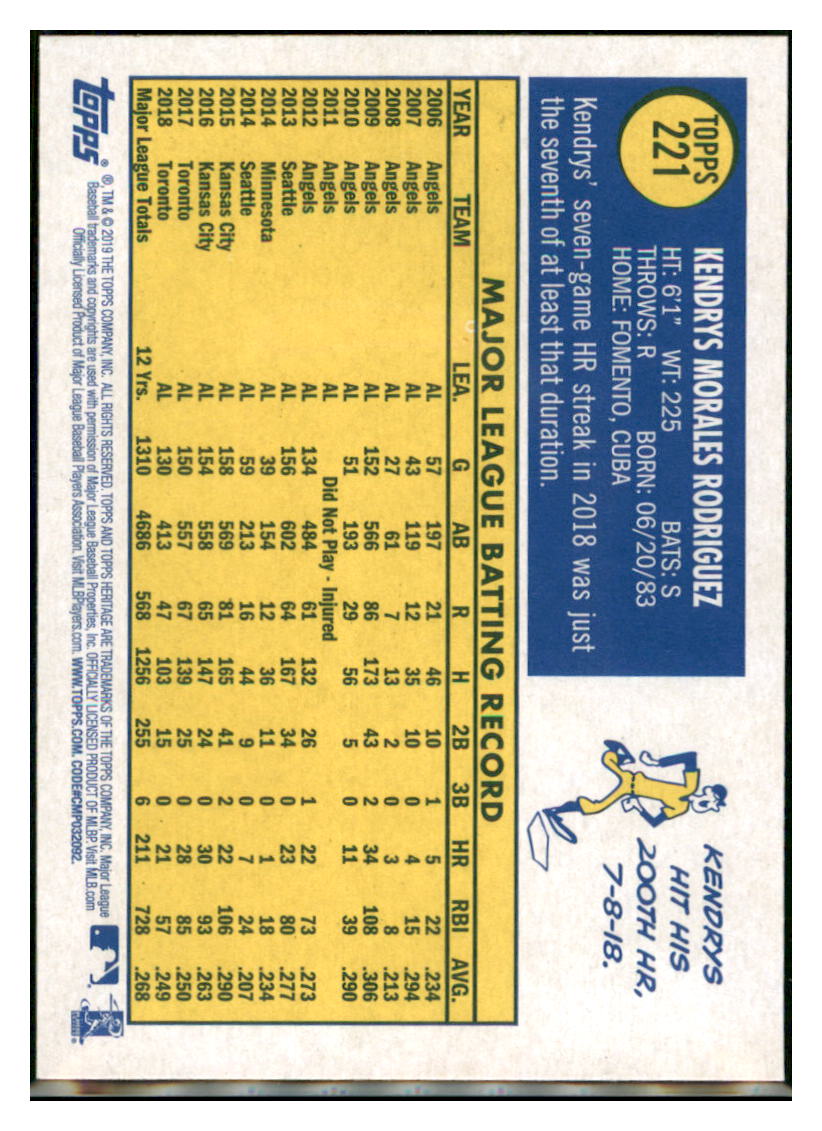 TOPPS
221
KENDRYS MORALES RODRIGUEZ
HT: 6'1" WT: 225 BATS: S
THROWS: R BORN: 06/20/83
HOME: FOMENTO, CUBA
Kendrys' seven-game HR streak in 2018 was just
the seventh of at least that duration.
KENDRYS
HIT HIS
200TH HR,
7-8-18.
MAJOR LEAGUE BATTING RECORD
YEAR TEAM LEA. G AB R H 2B 3B HR RBI AVG.
2006 Angels AL 57 197 21 46 10 1 5 22 .234
2007 Angels AL 43 119 12 35 10 0 4 15 .294
2008 Angels AL 27 61 7 13 2 0 3 8 .213
2009 Angels AL 152 566 86 173 43 2 34 108 .306
2010 Angels AL 51 193 29 56 5 0 11 39 .290
2011 Angels AL Did Not Play - Injured
2012 Angels AL 134 484 61 132 26 1 22 73 .273
2013 Seattle AL 156 602 64 167 34 0 23 80 .277
2014 Minnesota AL 39 154 12 36 11 0 1 18 .234
2014 Seattle AL 59 213 16 44 9 0 7 24 .207
2015 Kansas City AL 158 569 81 165 41 2 22 106 .290
2016 Kansas City AL 154 558 65 147 24 0 30 93 .263
2017 Toronto AL 150 557 67 139 25 0 28 85 .250
2018 Toronto AL 130 413 47 103 15 0 21 57 .249
Major League Totals 12 Yrs. 1310 4686 568 1256 255 6 211 728 .268
topps®
®, TM & © 2019 THE TOPPS COMPANY, INC. ALL RIGHTS RESERVED. TOPPS AND TOPPS HERITAGE ARE TRADEMARKS OF THE TOPPS COMPANY, INC. Major League
Baseball trademarks and copyrights are used with permission of Major League Baseball Properties, Inc. OFFICIALLY LICENSED PRODUCT OF MLBP. Visit MLB.com
Officially Licensed Product of Major League Baseball Players Association. Visit MLBPlayers.com. WWW.TOPPS.COM. CODE#CMP032092.